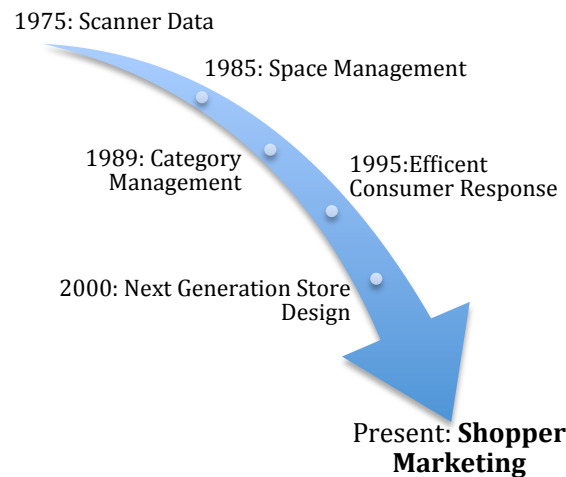 1975: Scanner Data
1985: Space Management
1989: Category
Management
1995:Efficent
Consumer Response
2000: Next Generation Store
Design
Present: Shopper
Marketing